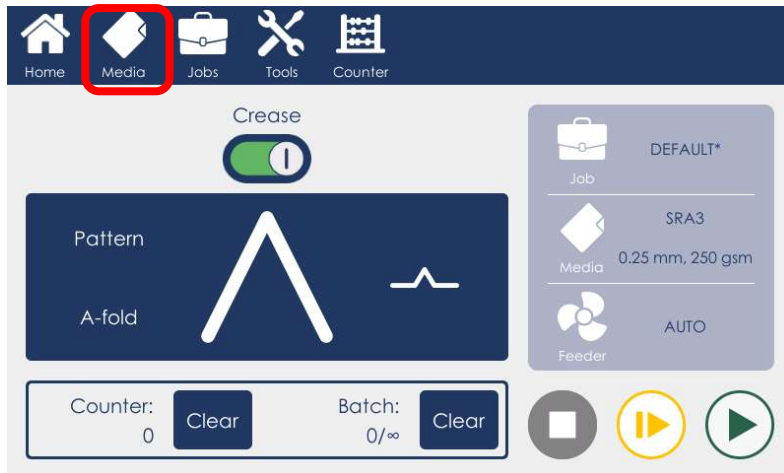 Home Media Jobs Tools Counter
Crease
Pattern
A-fold
DEFAULT*
Job
SRA3
0.25 mm, 250 gsm
Media
AUTO
Feeder
Counter:
0
Clear
Batch:
0/∞
Clear